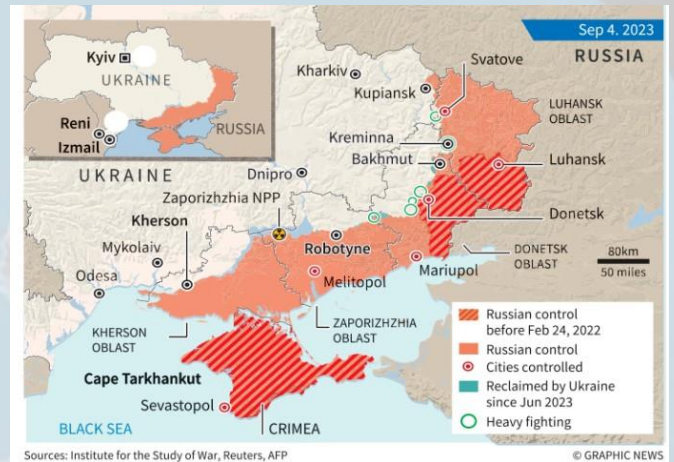 Sep 4. 2023
Kyiv
UKRAINE
Reni
Izmail
RUSSIA
RUSSIA
Svatove
Kharkiv
Kupiansk
LUHANSK
OBLAST
Kreminna
Bakhmut
Luhansk
UKRAINE
Dnipro
Zaporizhzhia NPP
Kherson
Donetsk
Mykolaiv
Robotyne
DONETSK
OBLAST
80km
50 miles
Odesa
Melitopol
Mariupol
KHERSON
OBLAST
ZAPORIZHZHIA
OBLAST
Cape Tarkhankut
Sevastopol
BLACK SEA
CRIMEA
Russian control
before Feb 24, 2022
Russian control
Cities controlled
Reclaimed by Ukraine
since Jun 2023
Heavy fighting
Sources: Institute for the Study of War, Reuters, AFP
© GRAPHIC NEWS